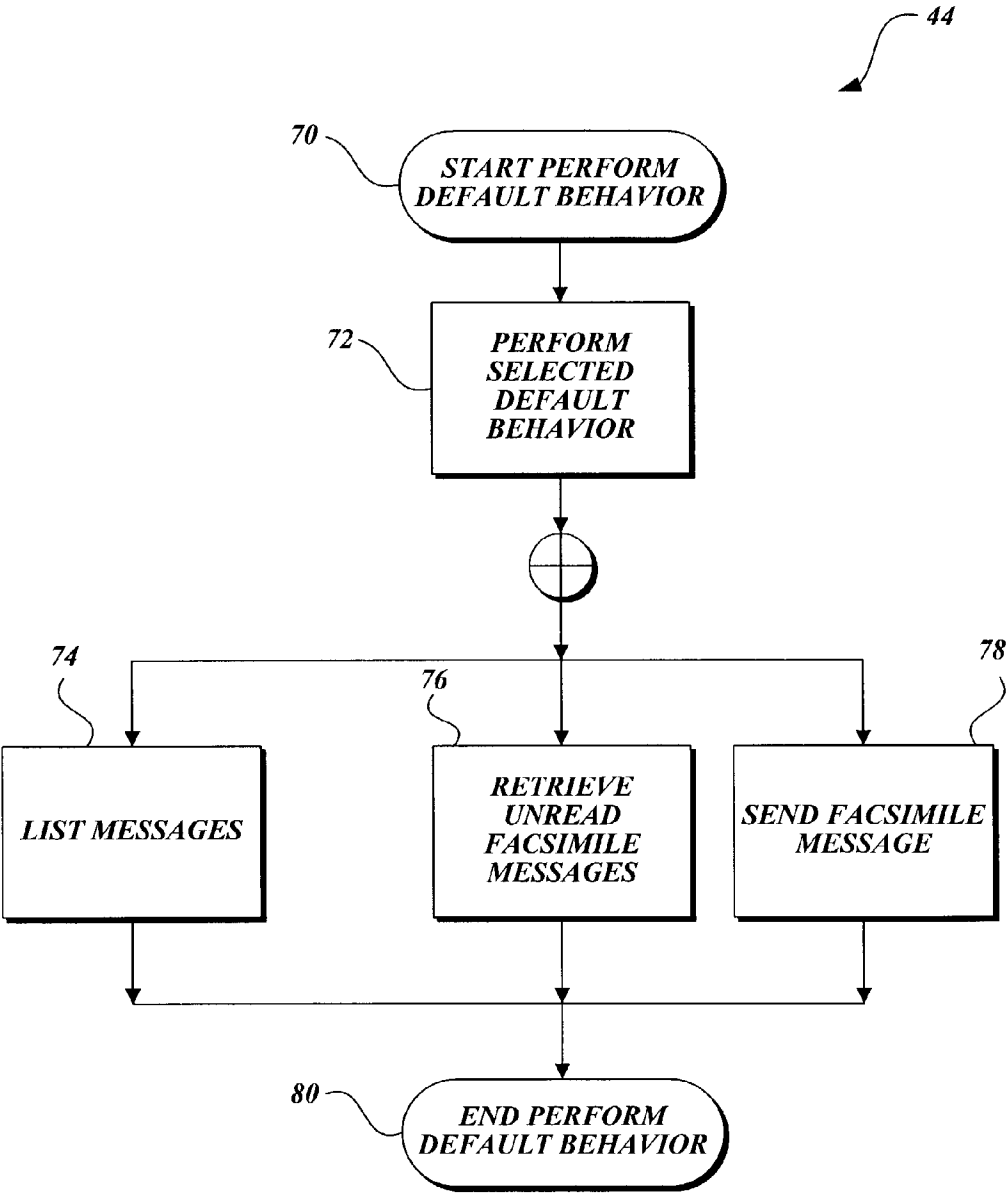 44
70
START PERFORM
DEFAULT BEHAVIOR
72
PERFORM
SELECTED
DEFAULT
BEHAVIOR
74
76
78
LIST MESSAGES
RETRIEVE
UNREAD
FACSIMILE
MESSAGES
SEND FACSIMILE
MESSAGE
80
END PERFORM
DEFAULT BEHAVIOR